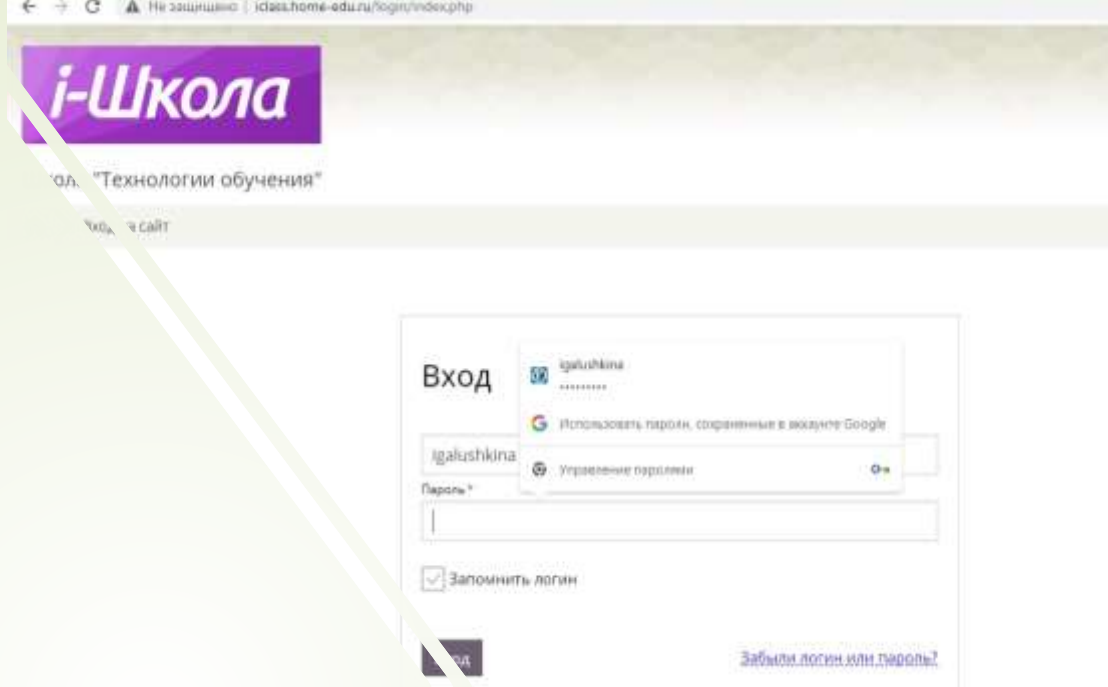 Не защищено | iclass.home-edu.ru/login/index.php
i-Школа
"Технологии обучения"
сайт
Вход
igalushkina
Использовать пароли, сохраненные в аккаунте Google
igalushkina
Управление паролями
Пароль *
Запомнить логин
Забыли логин или пароль?